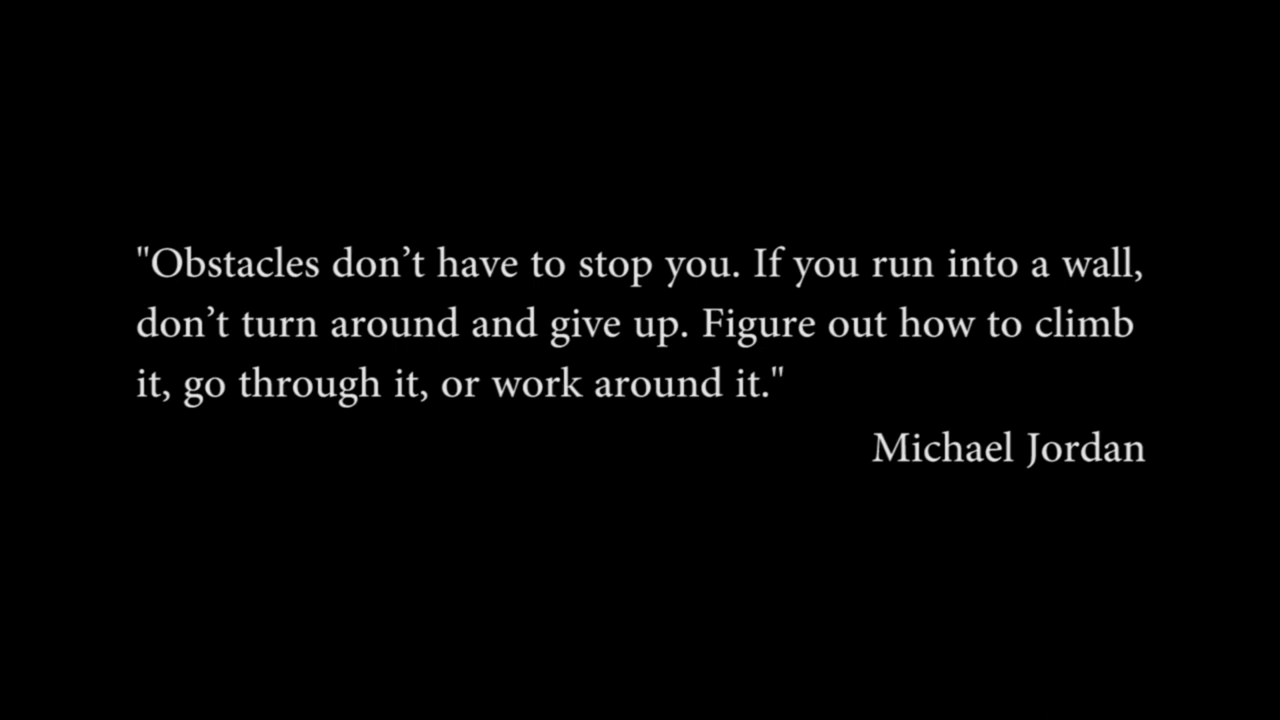 "Obstacles don’t have to stop you. If you run into a wall,
don’t turn around and give up. Figure out how to climb
it, go through it, or work around it."
Michael Jordan